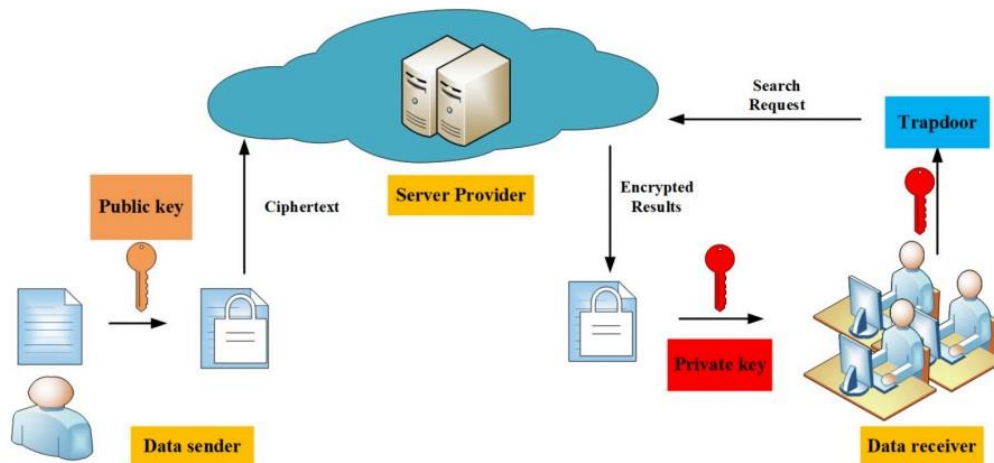 Search
Request
Trapdoor
Server Provider
Encrypted
Results
Public key
Ciphertext
Private key
Data sender
Data receiver